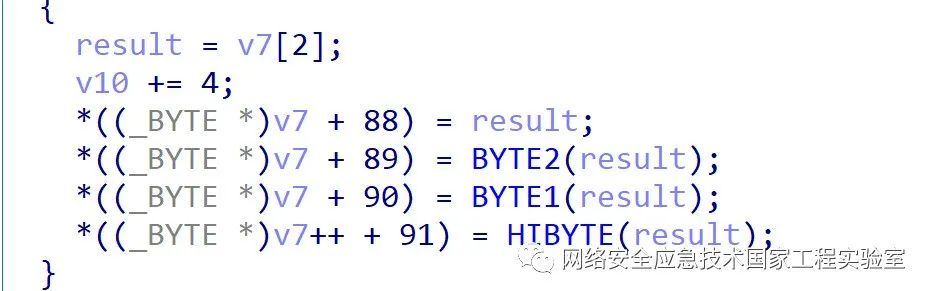 {
result = v7[2];
v10 += 4;
*((_BYTE *)v7 + 88) = result;
*((_BYTE *)v7 + 89) = BYTE2(result);
*((_BYTE *)v7 + 90) = BYTE1(result);
*((_BYTE *)v7++ + 91) = HIBYTE(result);
网络安全应急技术国家工程实验室
}